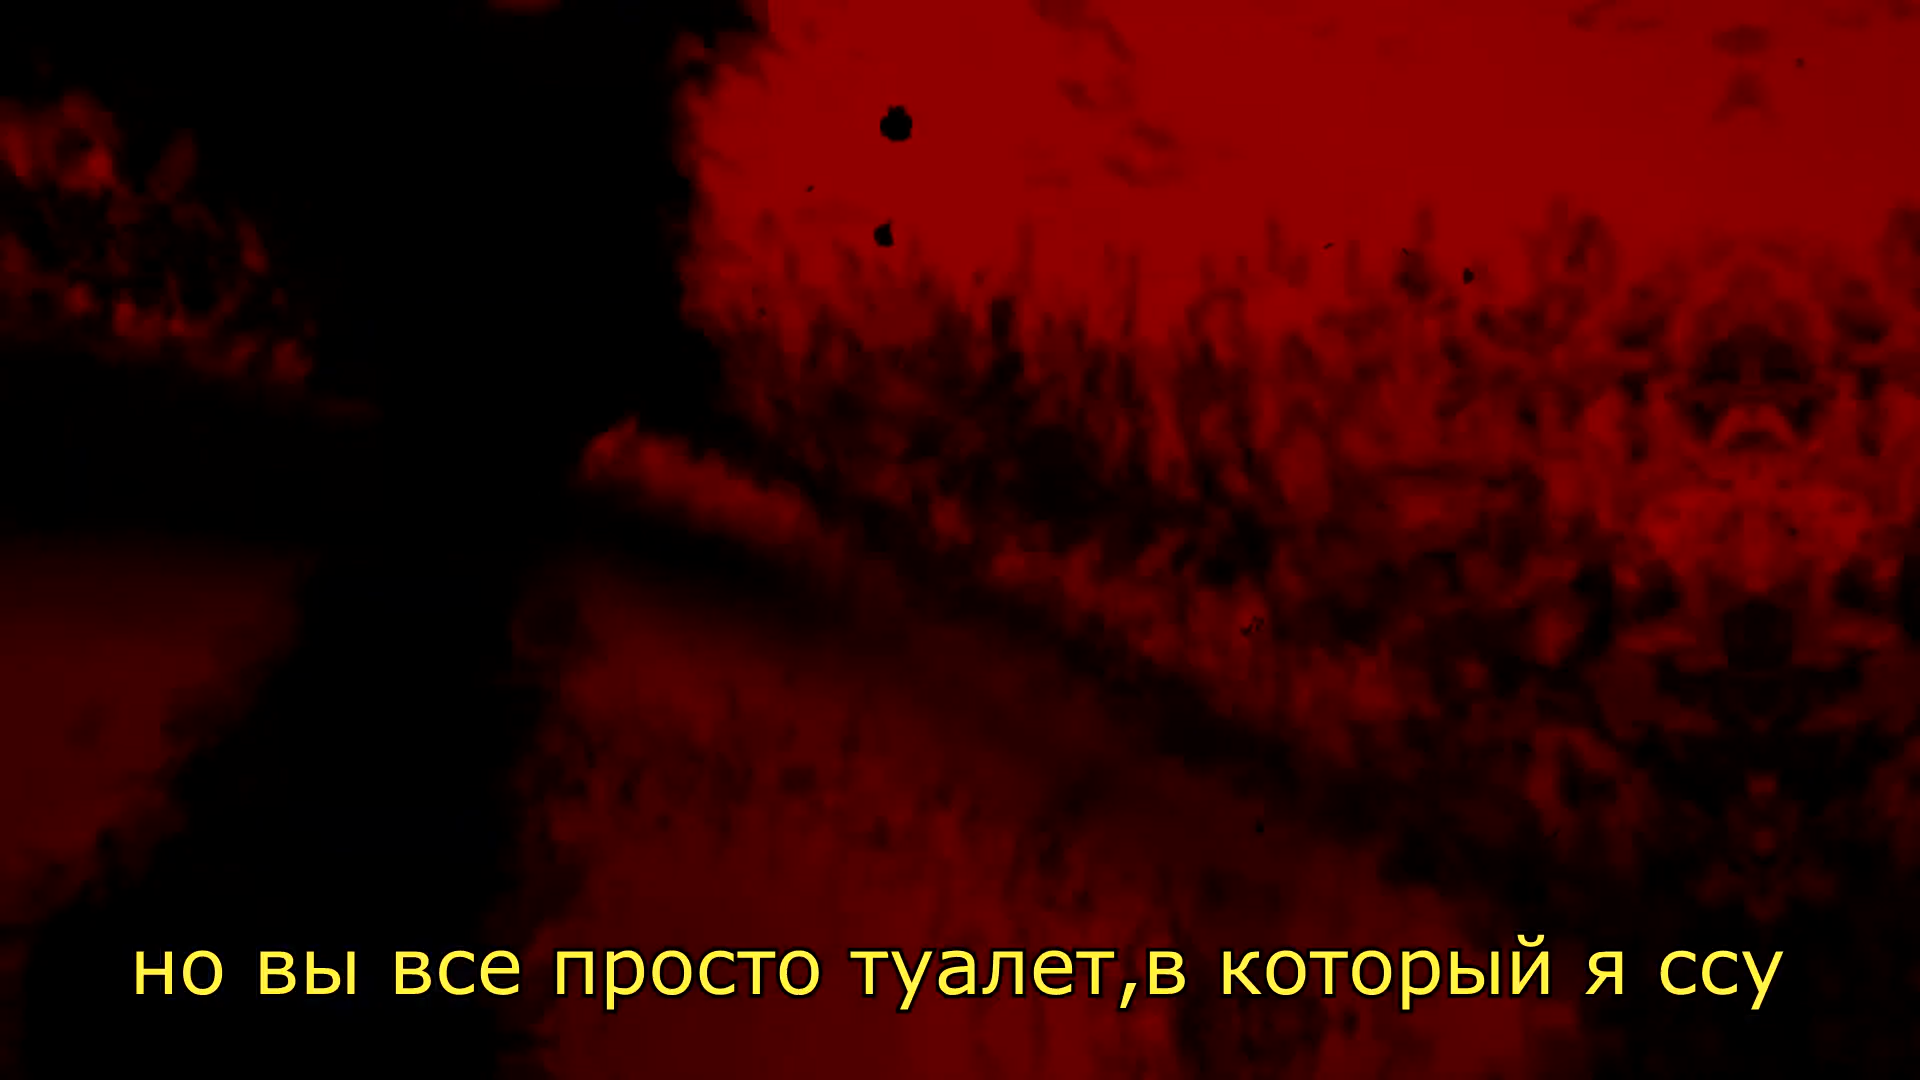 но вы все просто туалет,в который я ссу